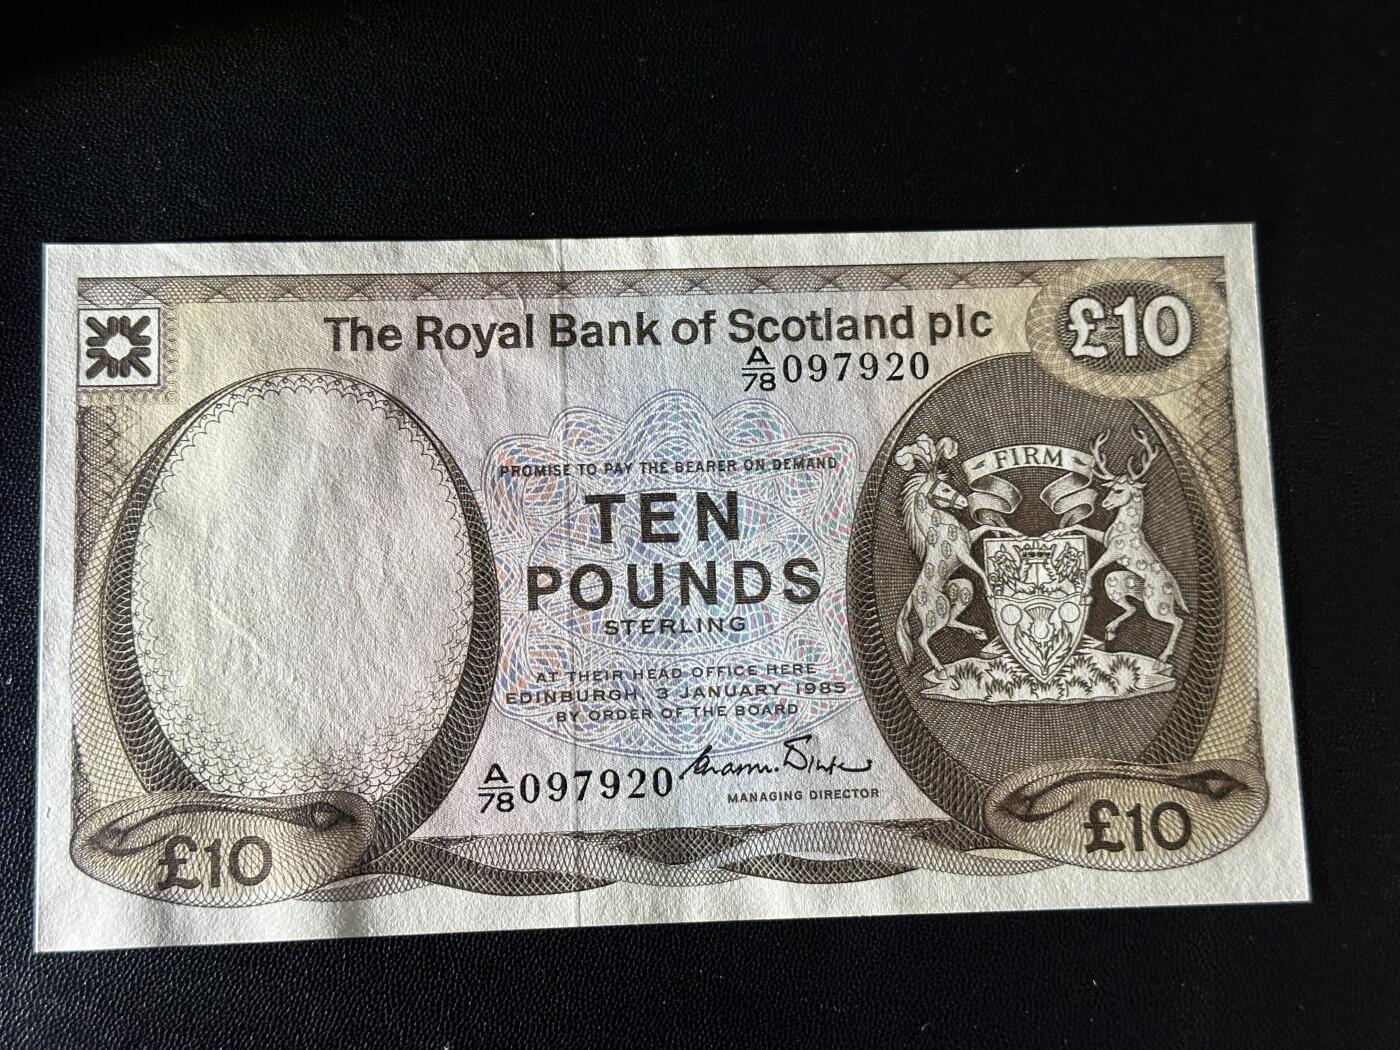 The Royal Bank of Scotland plc
£10
A/78 097920
FIRM
PROMISE TO PAY THE BEARER ON DEMAND
TEN
POUNDS
STERLING
AT THEIR HEAD OFFICE HERE
EDINBURGH, 3 JANUARY 1985
BY ORDER OF THE BOARD
A/78 097920
MANAGING DIRECTOR
£10
£10